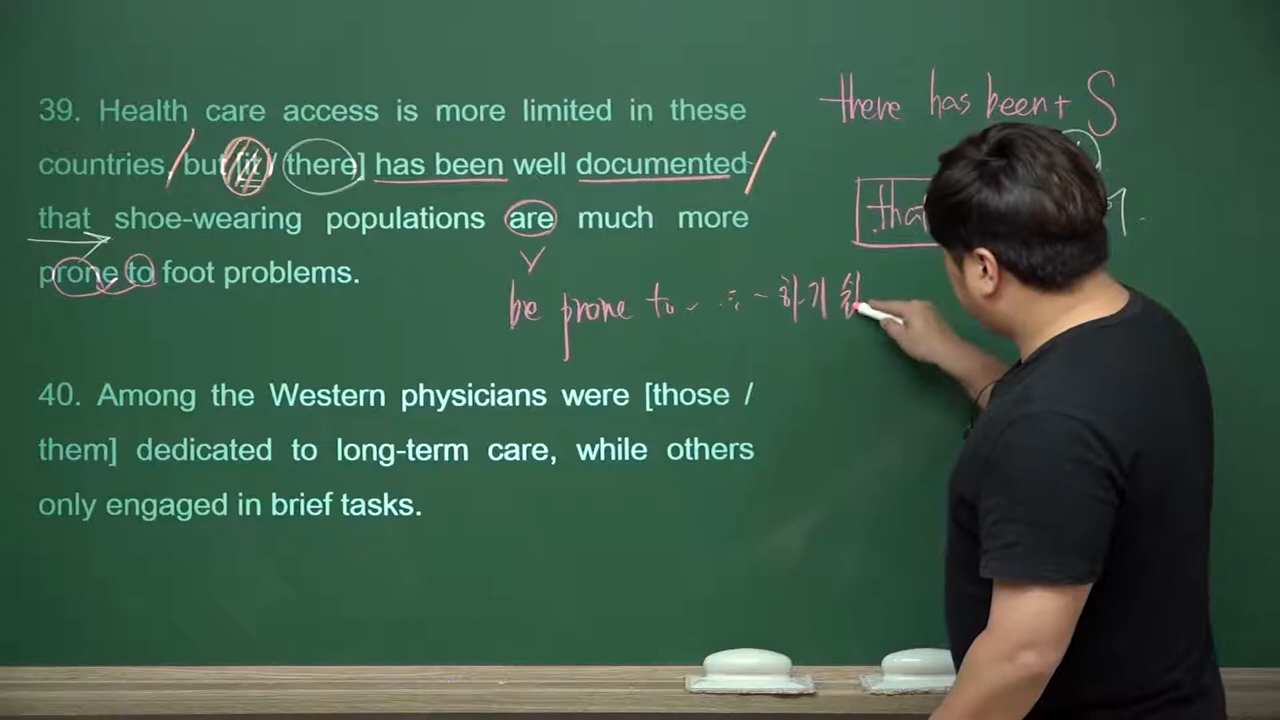 39. Health care access is more limited in these
countries, but [it / there] has been well documented
that shoe-wearing populations are much more
prone to foot problems.
there has been + S
that
be prone to ~ : ~하기 쉬
40. Among the Western physicians were [those /
them] dedicated to long-term care, while others
only engaged in brief tasks.